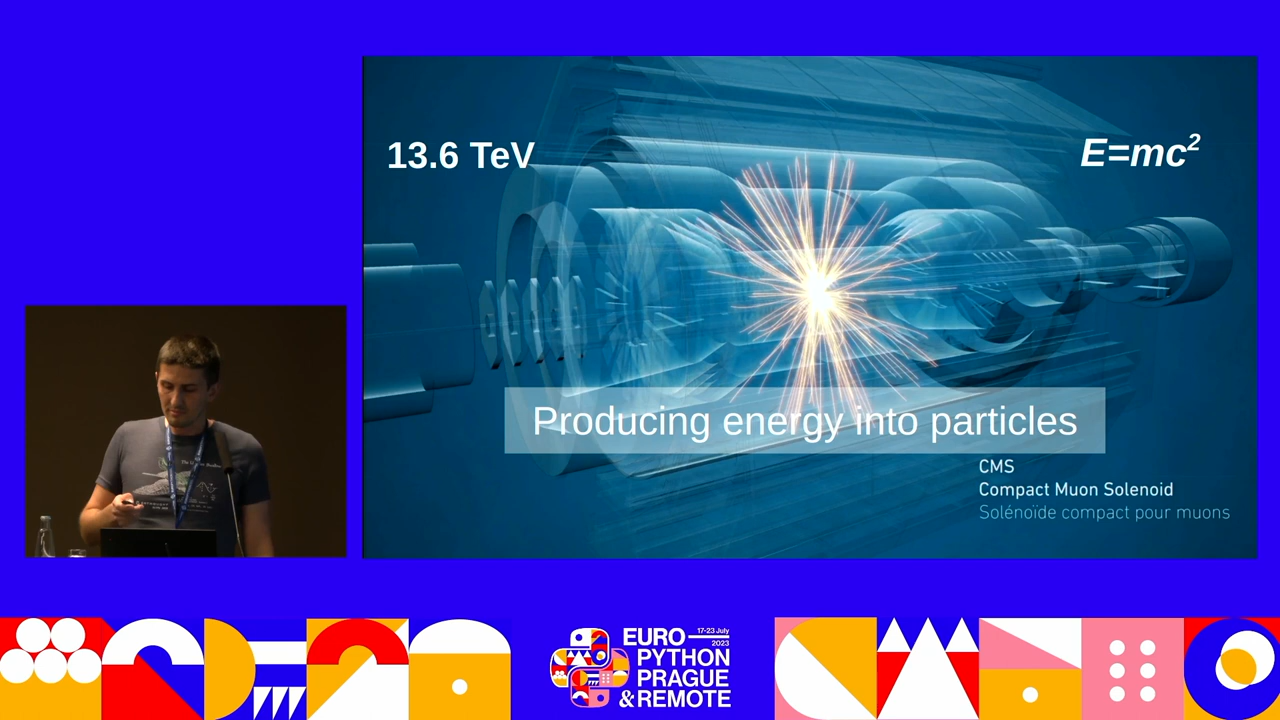 13.6 TeV
E=mc²
Producing energy into particles
CMS
Compact Muon Solenoid
Solénoïde compact pour muons
EURO
17-23 July
2023
PYTHON
PRAGUE
&REMOTE